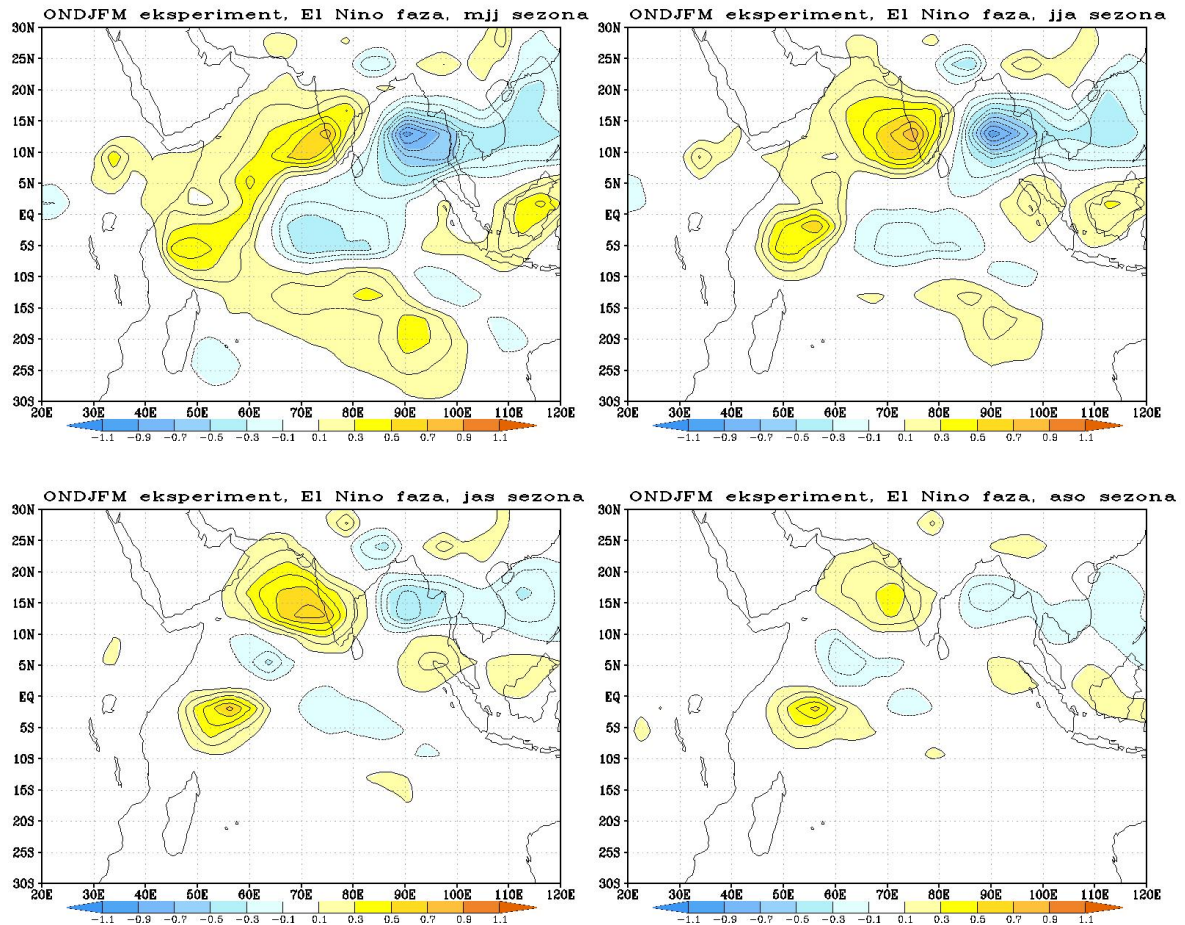 ONDJFM eksperiment, El Nino faza, mjj sezona
30N
25N
20N
15N
10N
5N
EQ
5S
10S
15S
20S
25S
30S
20E 30E 40E 50E 60E 70E 80E 90E 100E 110E 120E
-1.1 -0.9 -0.7 -0.5 -0.3 -0.1 0.1 0.3 0.5 0.7 0.9 1.1
ONDJFM eksperiment, El Nino faza, jja sezona
30N
25N
20N
15N
10N
5N
EQ
5S
10S
15S
20S
25S
30S
20E 30E 40E 50E 60E 70E 80E 90E 100E 110E 120E
-1.1 -0.9 -0.7 -0.5 -0.3 -0.1 0.1 0.3 0.5 0.7 0.9 1.1
ONDJFM eksperiment, El Nino faza, jas sezona
30N
25N
20N
15N
10N
5N
EQ
5S
10S
15S
20S
25S
30S
20E 30E 40E 50E 60E 70E 80E 90E 100E 110E 120E
-1.1 -0.9 -0.7 -0.5 -0.3 -0.1 0.1 0.3 0.5 0.7 0.9 1.1
ONDJFM eksperiment, El Nino faza, aso sezona
30N
25N
20N
15N
10N
5N
EQ
5S
10S
15S
20S
25S
30S
20E 30E 40E 50E 60E 70E 80E 90E 100E 110E 120E
-1.1 -0.9 -0.7 -0.5 -0.3 -0.1 0.1 0.3 0.5 0.7 0.9 1.1